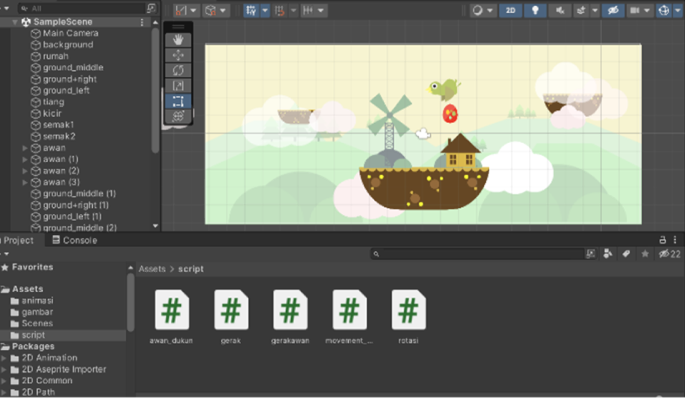 All
2D
SampleScene
Main Camera
background
rumah
ground_middle
ground+right
ground_left
tiang
kicir
semak1
semak2
awan
awan (1)
awan (2)
awan (3)
ground_middle (1)
ground+right (1)
ground_left (1)
ground_middle (2)
Project Console
22
Favorites
Assets > script
Assets
animasi
gambar
Scenes
script
awan_dukun gerak gerakawan movement_... rotasi
Packages
2D Animation
2D Aseprite Importer
2D Common
2D Path